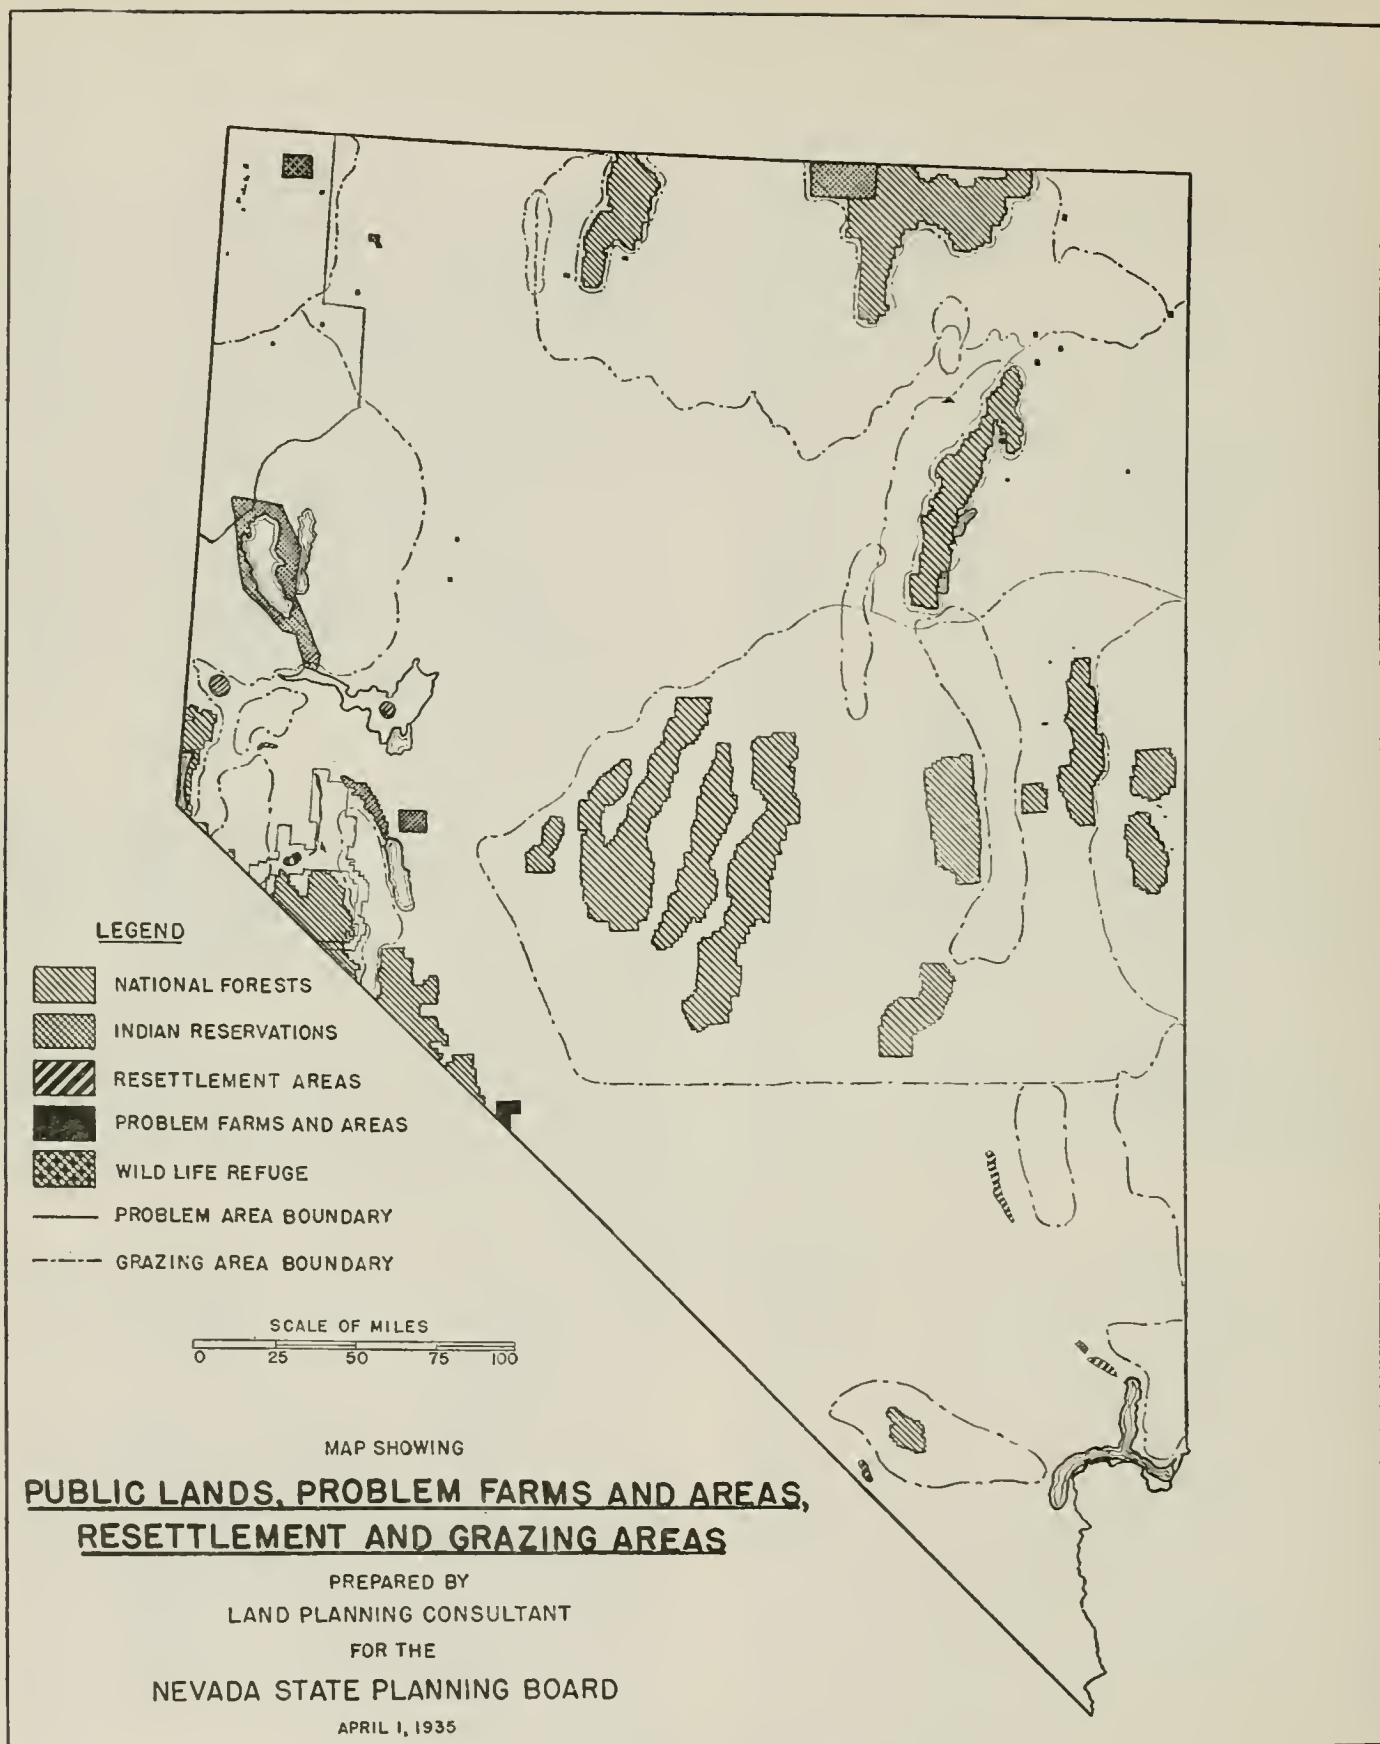 LEGEND
NATIONAL FORESTS
INDIAN RESERVATIONS
RESETTLEMENT AREAS
PROBLEM FARMS AND AREAS
WILD LIFE REFUGE
PROBLEM AREA BOUNDARY
GRAZING AREA BOUNDARY
SCALE OF MILES
0 25 50 75 100
MAP SHOWING
PUBLIC LANDS, PROBLEM FARMS AND AREAS,
RESETTLEMENT AND GRAZING AREAS
PREPARED BY
LAND PLANNING CONSULTANT
FOR THE
NEVADA STATE PLANNING BOARD
APRIL 1, 1935